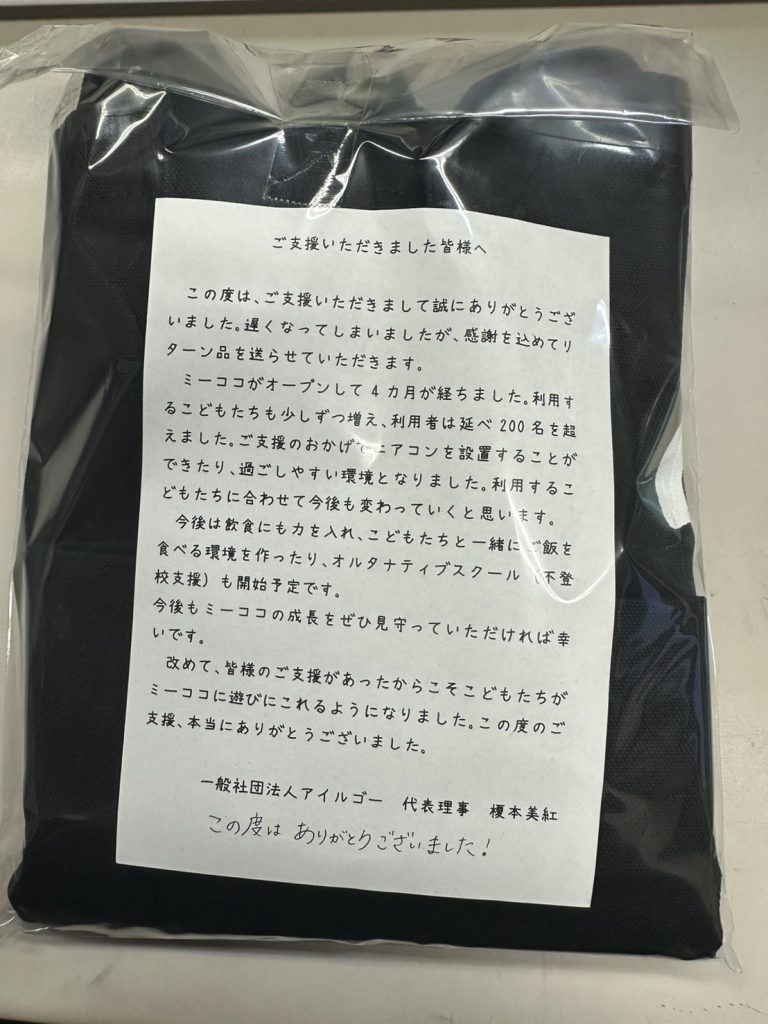 ご支援いただきました皆様へ
この度は、ご支援いただきまして誠にありがとうござ
いました。遅くなってしまいましたが、感謝を込めてリ
ターン品を送らせていただきます。
ミーココがオープンして 4 カ月が経ちました。利用す
るこどもたちも少しずつ増え、利用者は延べ 200 名を超
えました。ご支援のおかげでエアコンを設置することが
できたり、過ごしやすい環境となりました。利用するこ
どもたちに合わせて今後も変わっていくと思います。
今後は飲食にも力を入れ、こどもたちと一緒にご飯を
食べる環境を作ったり、オルタナティブスクール（不登
校支援）も開始予定です。
今後もミーココの成長をぜひ見守っていただければ幸
いです。
改めて、皆様のご支援があったからこそこどもたちが
ミーココに遊びにこれるようになりました。この度のご
支援、本当にありがとうございました。
一般社団法人アイルゴー　代表理事　榎本美紅
この度は ありがとうございました！